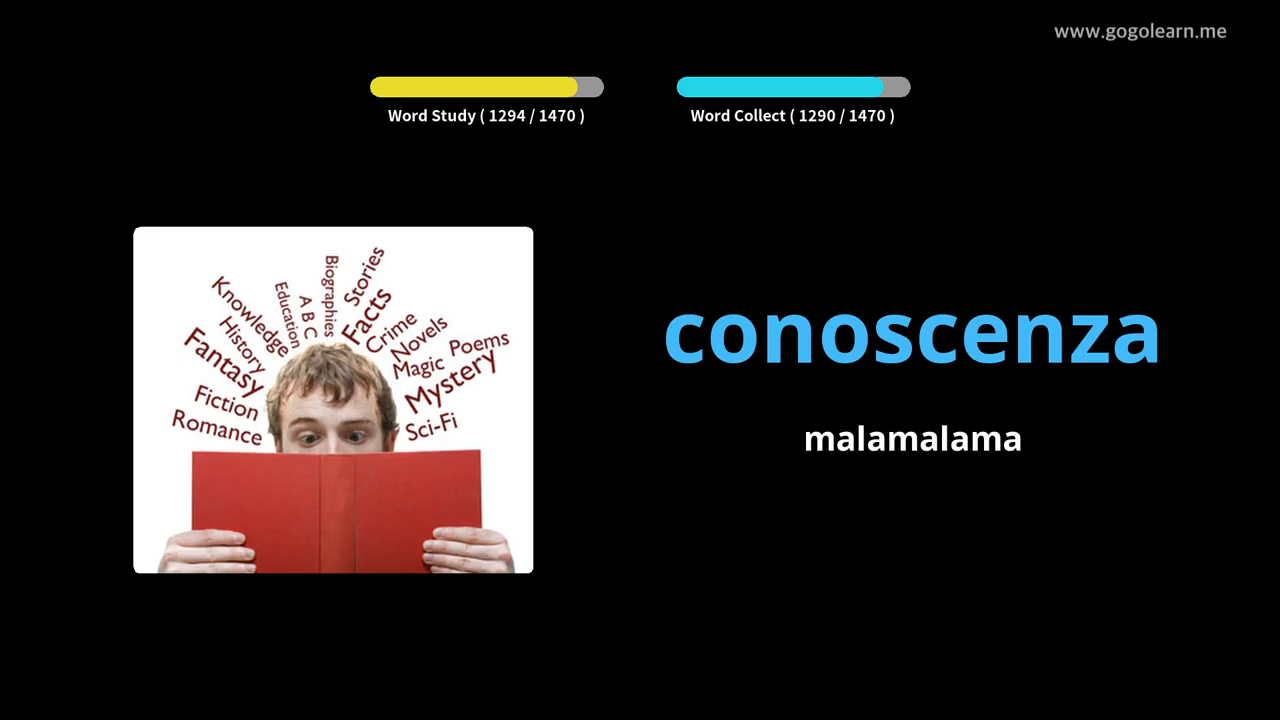 www.gogolearn.me
Word Study ( 1294 / 1470 )
Word Collect ( 1290 / 1470 )
Knowledge
Education
A B C
Biographies
Stories
Facts
Crime
Novels
Poems
History
Magic
Fantasy
Mystery
Fiction
Sci-Fi
Romance
conoscenza
malamalama